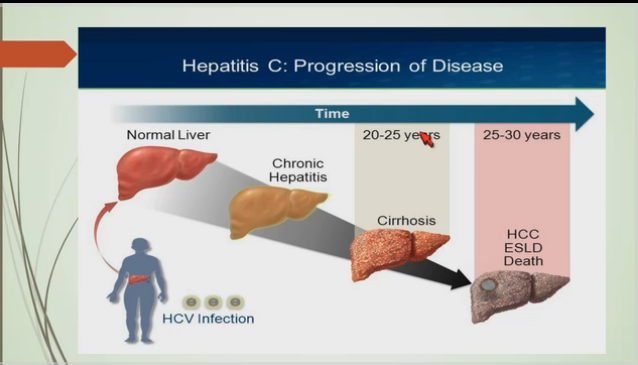 Hepatitis C: Progression of Disease
Time
Normal Liver
20-25 years
25-30 years
Chronic
Hepatitis
Cirrhosis
HCC
ESLD
Death
HCV Infection